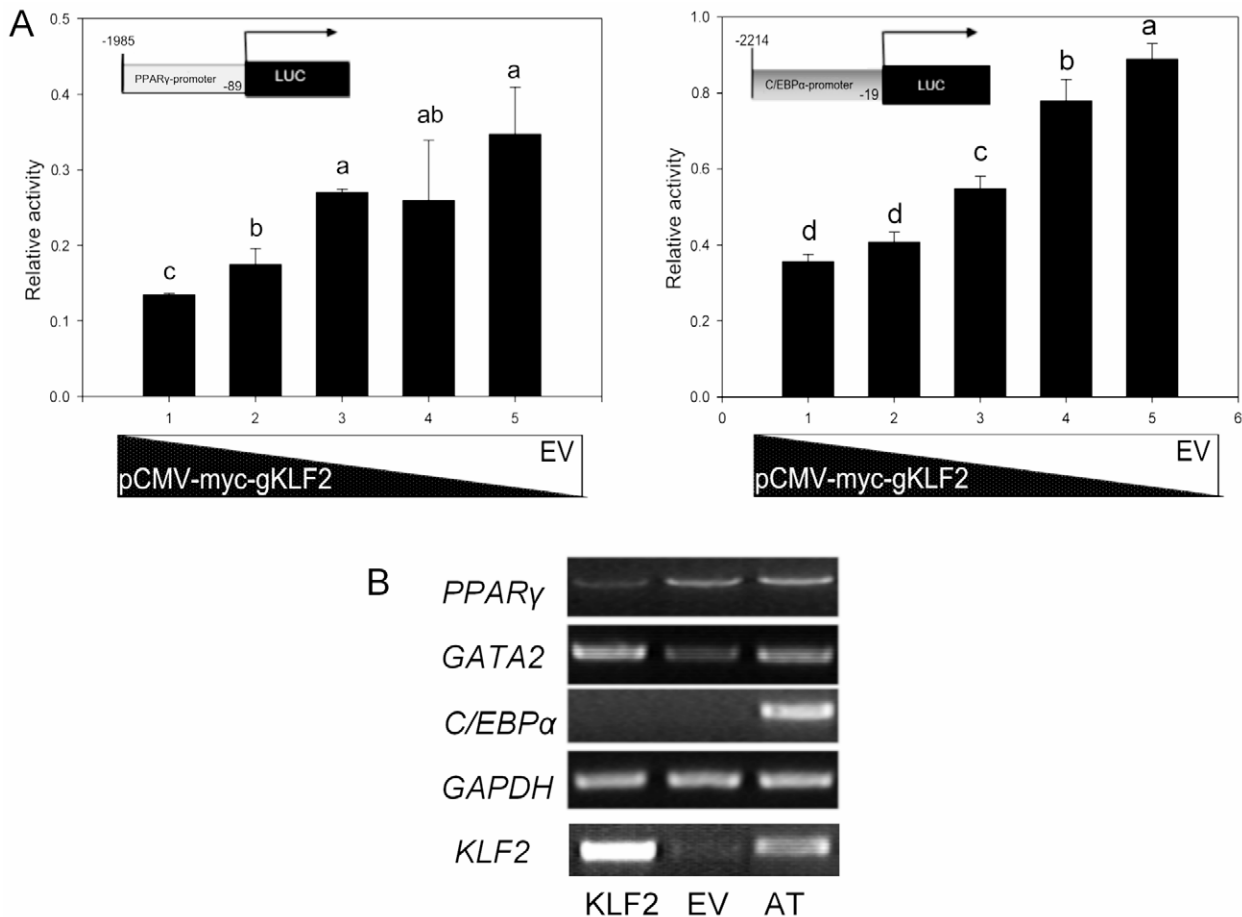 A
0.5
0.4
0.3
0.2
0.1
0.0
Relative activity
-1985
PPARγ-promoter
-89
LUC
c
b
a
ab
a
1 2 3 4 5
EV
pCMV-myc-gKLF2
1.0
0.8
0.6
0.4
0.2
0.0
Relative activity
-2214
C/EBPα-promoter
-19
LUC
d
d
c
b
a
0 1 2 3 4 5 6
EV
pCMV-myc-gKLF2
B
PPARγ
GATA2
C/EBPα
GAPDH
KLF2
KLF2 EV AT